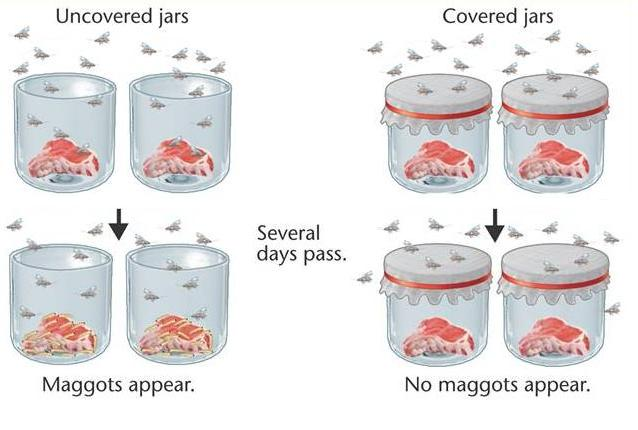 Uncovered jars
Covered jars
Several
days pass.
Maggots appear.
No maggots appear.